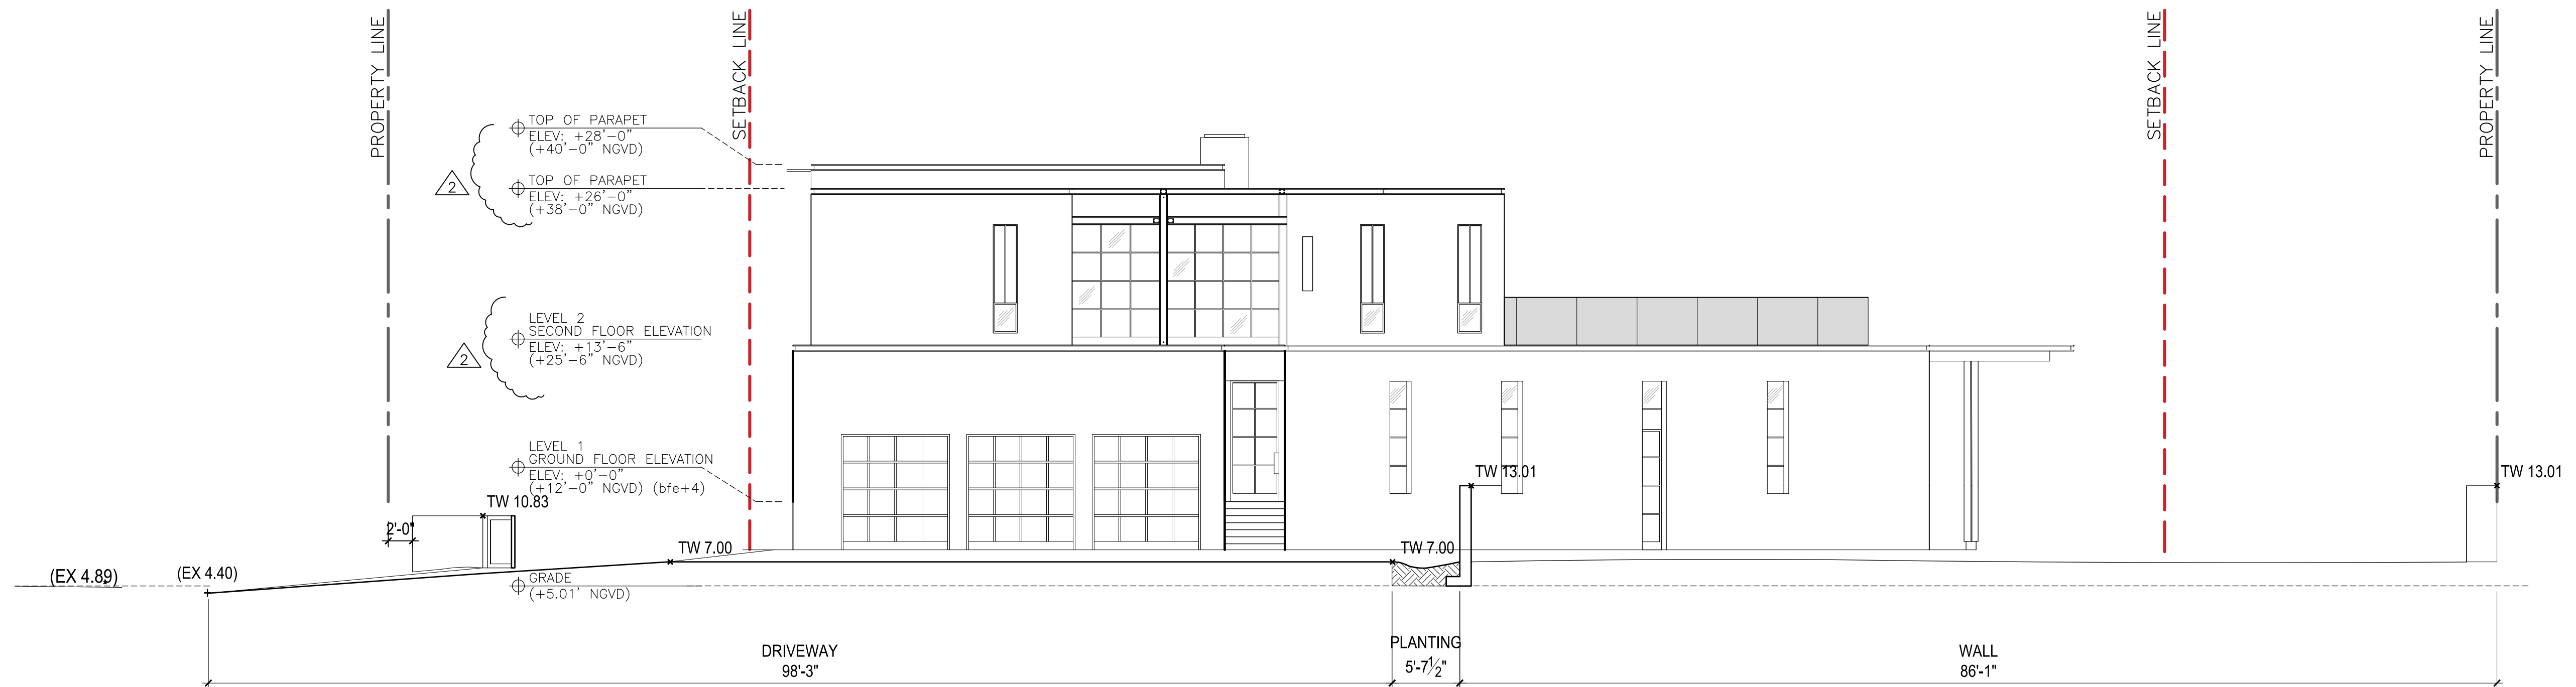 PROPERTY LINE
SETBACK LINE
SETBACK LINE
PROPERTY LINE
TOP OF PARAPET
ELEV: +28'-0"
(+40'-0" NGVD)
2
TOP OF PARAPET
ELEV: +26'-0"
(+38'-0" NGVD)
2
LEVEL 2
SECOND FLOOR ELEVATION
ELEV: +13'-6"
(+25'-6" NGVD)
LEVEL 1
GROUND FLOOR ELEVATION
ELEV: +0'-0"
(+12'-0" NGVD) (bfe+4)
TW 13.01
TW 13.01
TW 10.83
2'-0"
TW 7.00
TW 7.00
(EX 4.89)
(EX 4.40)
GRADE
(+5.01' NGVD)
DRIVEWAY
98'-3"
PLANTING
5'-7½"
WALL
86'-1"